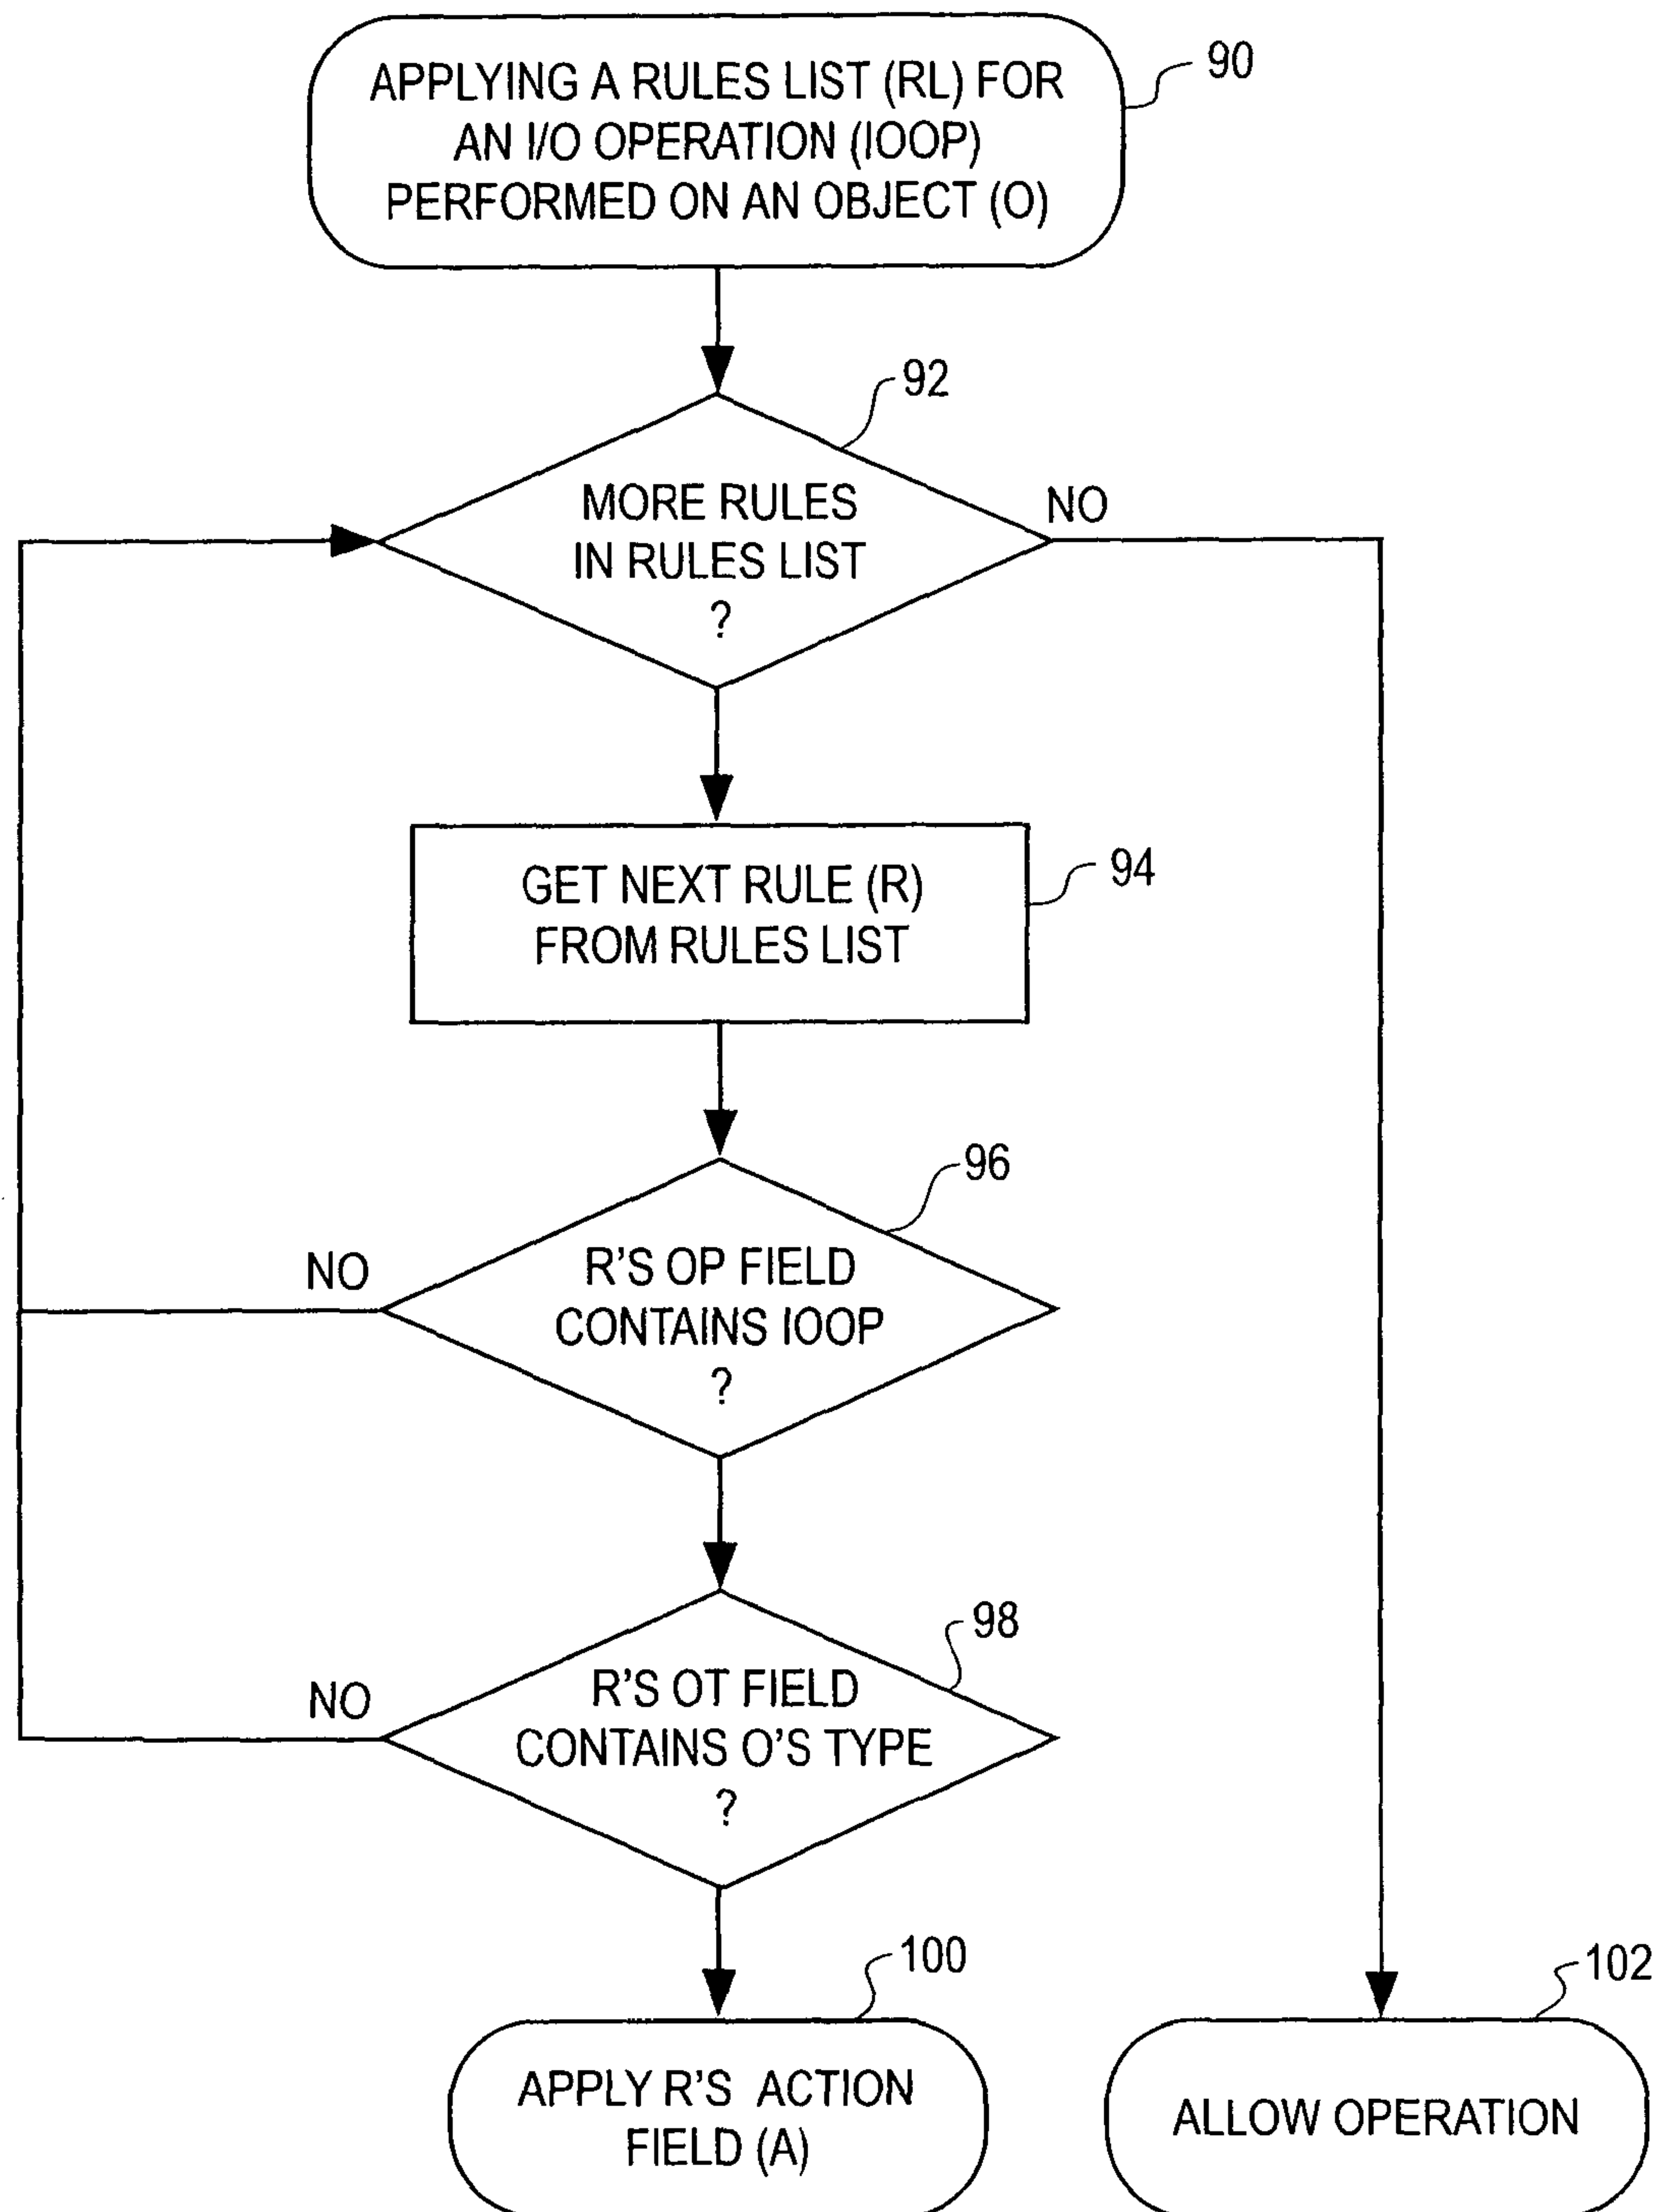 APPLYING A RULES LIST (RL) FOR
AN I/O OPERATION (IOOP)
PERFORMED ON AN OBJECT (O)
90
92
MORE RULES
IN RULES LIST
?
NO
GET NEXT RULE (R)
FROM RULES LIST
94
96
R'S OP FIELD
CONTAINS IOOP
?
NO
98
R'S OT FIELD
CONTAINS O'S TYPE
?
NO
100
APPLY R'S ACTION
FIELD (A)
102
ALLOW OPERATION